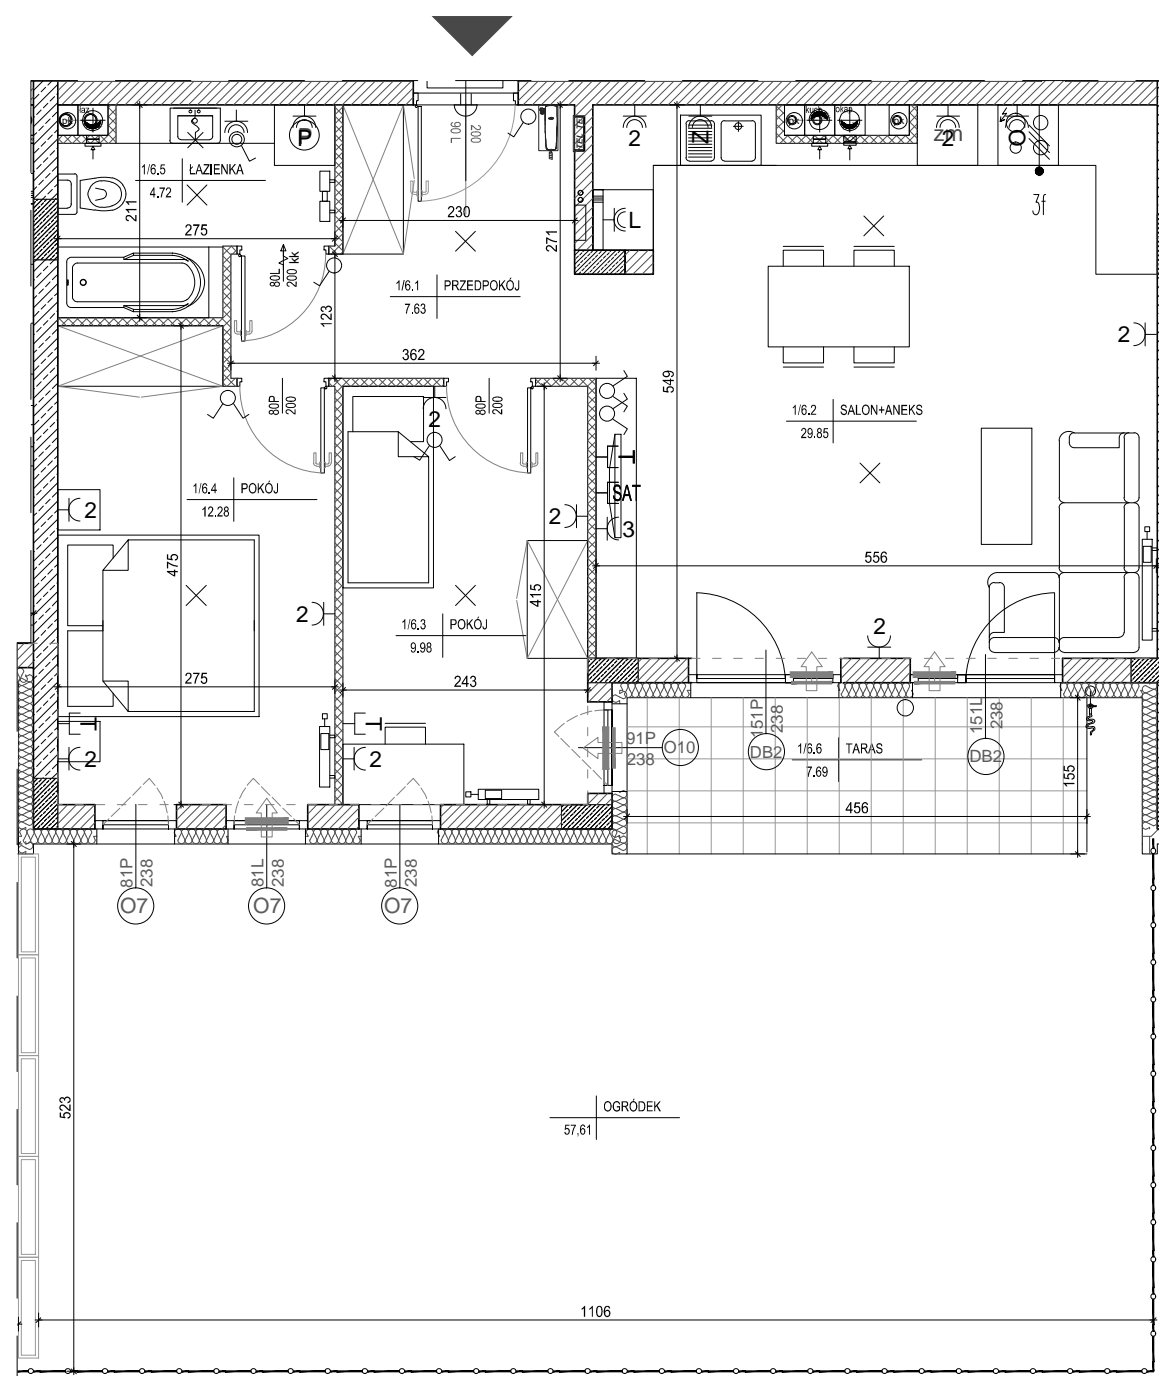 P
1/6.5 ŁAZIENKA
4.72
211
275
80L
200 kk
90 L
200
230
271
1/6.1 PRZEDPOKÓJ
7.63
123
362
80P
200
80P
200
2
Z
zm
2
3f
L
549
2
1/6.2 SALON+ANEKS
29.85
T
SAT
3
556
2
1/6.4 POKÓJ
12.28
2
475
2
275
T
2
2
2
415
1/6.3 POKÓJ
9.98
243
T
2
91P
238
O10
151P
238
DB2
151L
238
DB2
1/6.6 TARAS
7.69
155
456
81P
238
O7
81L
238
O7
81P
238
O7
523
OGRÓDEK
57,61
1106